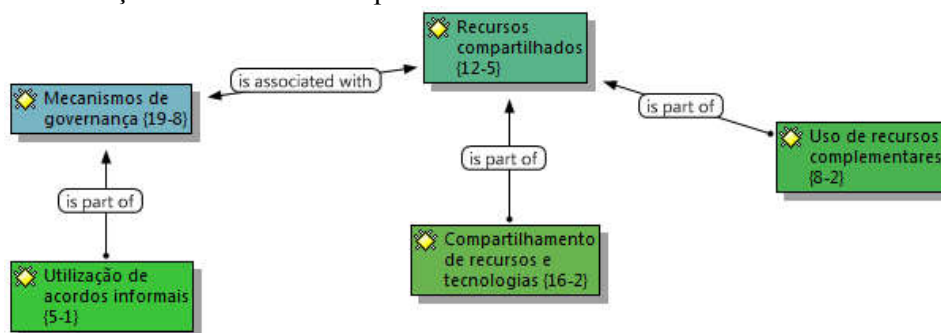 Recursos
compartilhados
{12-5}
is associated with
Mecanismos de
governança {19-8}
is part of
Uso de recursos
complementares
{8-2}
is part of
is part of
Compartilhamento
de recursos e
tecnologias {16-2}
Utilização de
acordos informais
{5-1}